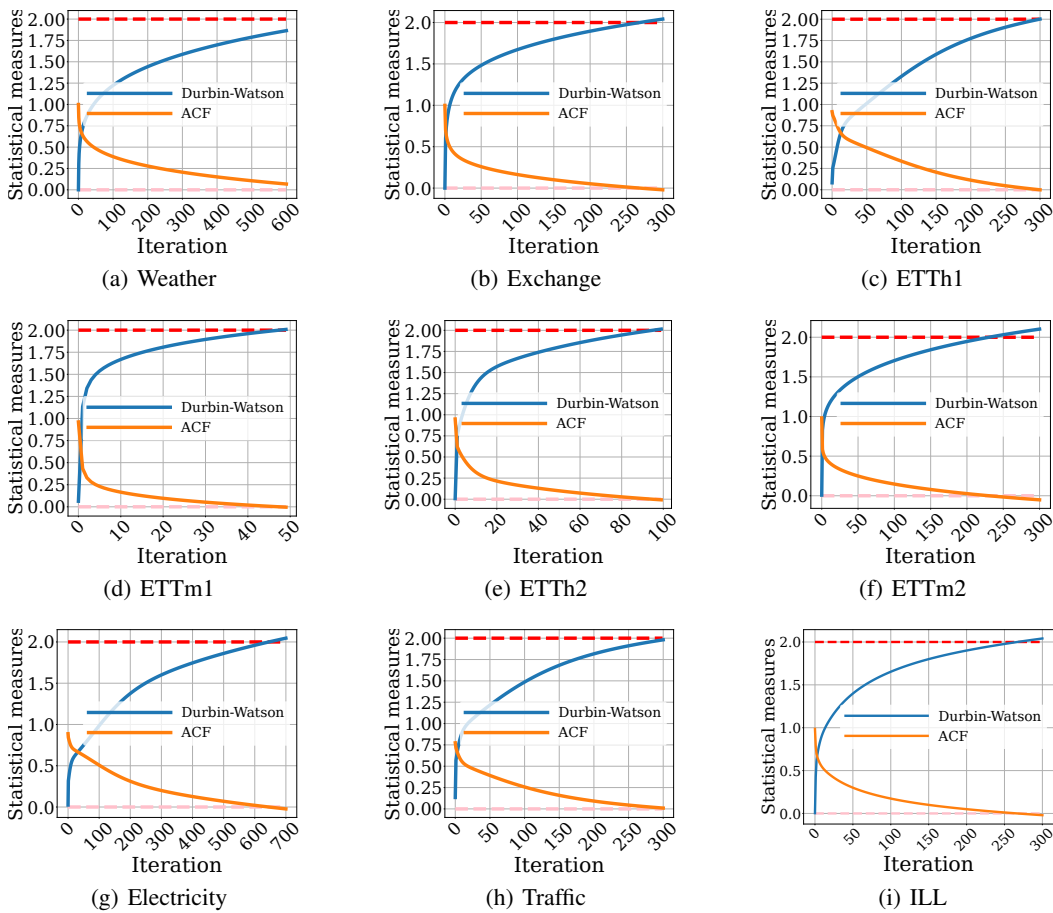 Statistical measures
2.00
1.75
1.50
1.25
1.00
0.75
0.50
0.25
0.00
Durbin-Watson
ACF
0 100 200 300 400 500 600
Iteration
(a) Weather
Statistical measures
2.0
1.5
1.0
0.5
0.0
Durbin-Watson
ACF
0 50 100 150 200 250 300
Iteration
(b) Exchange
Statistical measures
2.00
1.75
1.50
1.25
1.00
0.75
0.50
0.25
0.00
Durbin-Watson
ACF
0 50 100 150 200 250 300
Iteration
(c) ETTh1
Statistical measures
2.00
1.75
1.50
1.25
1.00
0.75
0.50
0.25
0.00
Durbin-Watson
ACF
0 10 20 30 40 50
Iteration
(d) ETTm1
Statistical measures
2.00
1.75
1.50
1.25
1.00
0.75
0.50
0.25
0.00
Durbin-Watson
ACF
0 20 40 60 80 100
Iteration
(e) ETTh2
Statistical measures
2.0
1.5
1.0
0.5
0.0
Durbin-Watson
ACF
0 50 100 150 200 250 300
Iteration
(f) ETTm2
Statistical measures
2.0
1.5
1.0
0.5
0.0
Durbin-Watson
ACF
0 100 200 300 400 500 600 700
Iteration
(g) Electricity
Statistical measures
2.00
1.75
1.50
1.25
1.00
0.75
0.50
0.25
0.00
Durbin-Watson
ACF
0 50 100 150 200 250 300
Iteration
(h) Traffic
Statistical measures
2.0
1.5
1.0
0.5
0.0
Durbin-Watson
ACF
0 50 100 150 200 250 300
Iteration
(i) ILL